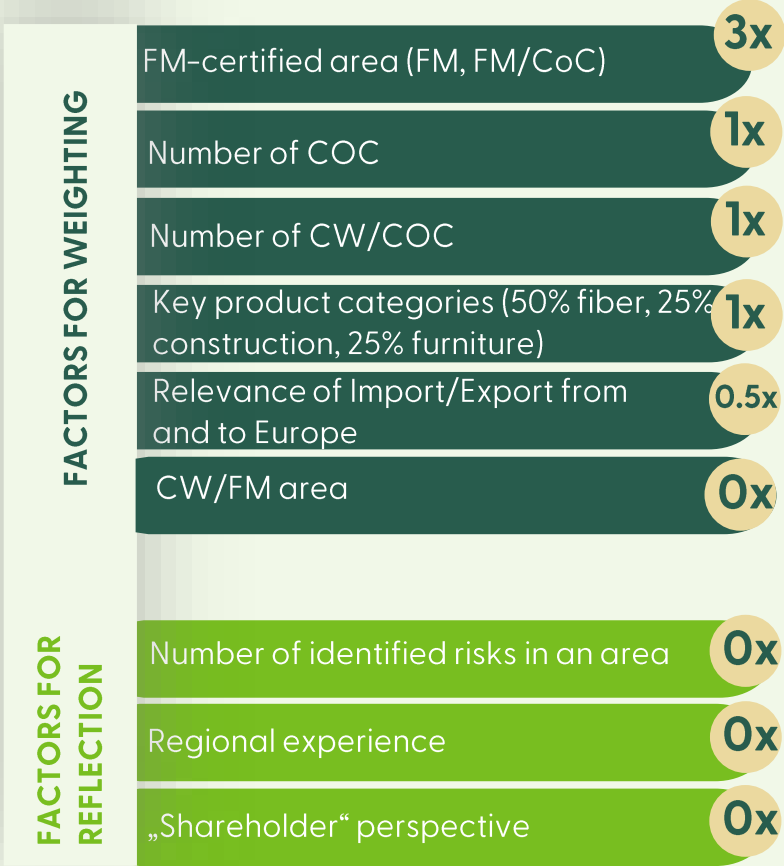 FACTORS FOR WEIGHTING
FM-certified area (FM, FM/CoC)
3x
Number of COC
1x
Number of CW/COC
1x
Key product categories (50% fiber, 25%
construction, 25% furniture)
1x
Relevance of Import/Export from
and to Europe
0.5x
CW/FM area
0x
FACTORS FOR
REFLECTION
Number of identified risks in an area
0x
Regional experience
0x
„Shareholder“ perspective
0x